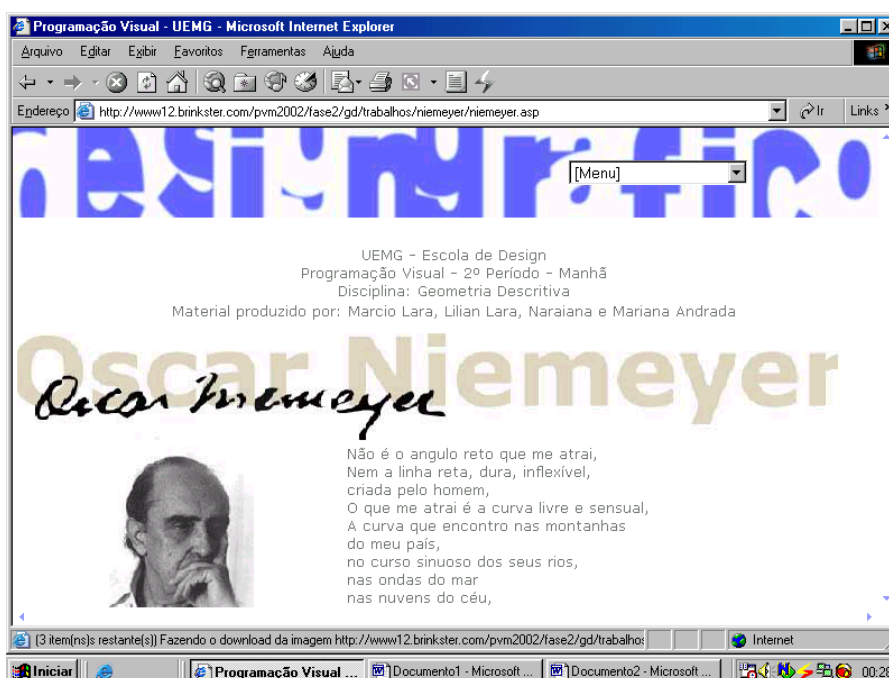 Programação Visual - UEMG - Microsoft Internet Explorer
Arquivo Editar Exibir Favoritos Ferramentas Ajuda
Endereço http://www12.brinkster.com/pvm2002/fase2/gd/trabalhos/niemeyer/niemeyer.asp Ir Links
designgráfico
[Menu]
UEMG - Escola de Design
Programação Visual - 2º Período - Manhã
Disciplina: Geometria Descritiva
Material produzido por: Marcio Lara, Lilian Lara, Naraiana e Mariana Andrada
Oscar Niemeyer
Oscar Niemeyer
Não é o angulo reto que me atrai,
Nem a linha reta, dura, inflexível,
criada pelo homem,
O que me atrai é a curva livre e sensual,
A curva que encontro nas montanhas
do meu país,
no curso sinuoso dos seus rios,
nas ondas do mar
nas nuvens do céu,
(3 item(ns)s restante(s)) Fazendo o download da imagem http://www12.brinkster.com/pvm2002/fase2/gd/trabalho Internet
Iniciar Programação Visual ... Documento1 - Microsoft ... Documento2 - Microsoft ... 00:29